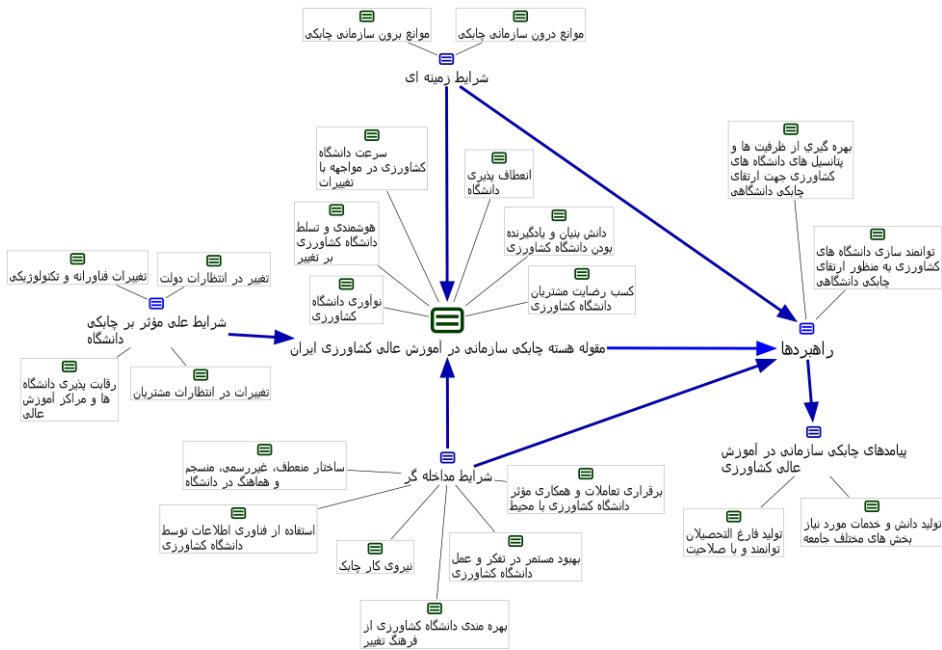 موانع درون سازمانی چابکی
موانع برون سازمانی چابکی
شرایط زمینه ای
بهره گیري از ظرفیت ها و
پتانسیل های دانشگاه های
کشاورزی جهت ارتقای
چابکی دانشگاهی
توانمند سازی دانشگاه های
کشاورزی به منظور ارتقای
چابکی دانشگاهی
سرعت دانشگاه
کشاورزی در مواجهه با
تغییرات
انعطاف پذیری
دانشگاه
هوشمندی و تسلط
دانشگاه کشاورزی
بر تغییر
دانش بنیان و یادگیرنده
بودن دانشگاه کشاورزی
نوآوری دانشگاه
کشاورزی
کسب رضایت مشتریان
دانشگاه کشاورزی
تغییر در انتظارات دولت
تغییرات فناورانه و تکنولوژیکی
شرایط علی مؤثر بر چابکی
دانشگاه
رقابت پذیری دانشگاه
ها و مراکز آموزش
عالی
تغییرات در انتظارات مشتریان
مقوله هسته چابکی سازمانی در آموزش عالی کشاورزی ایران
راهبردها
پیامدهای چابکی سازمانی در آموزش
عالی کشاورزی
تولید دانش و خدمات مورد نیاز
بخش های مختلف جامعه
تولید فارغ التحصیلان
توانمند و با صلاحیت
شرایط مداخله گر
برقراری تعاملات و همکاری مؤثر
دانشگاه کشاورزی با محیط
ساختار منعطف، غیررسمی، منسجم
و هماهنگ در دانشگاه
استفاده از فناوری اطلاعات توسط
دانشگاه کشاورزی
نیروی کار چابک
بهبود مستمر در تفکر و عمل
دانشگاه کشاورزی
بهره مندی دانشگاه کشاورزی از
فرهنگ تغییر